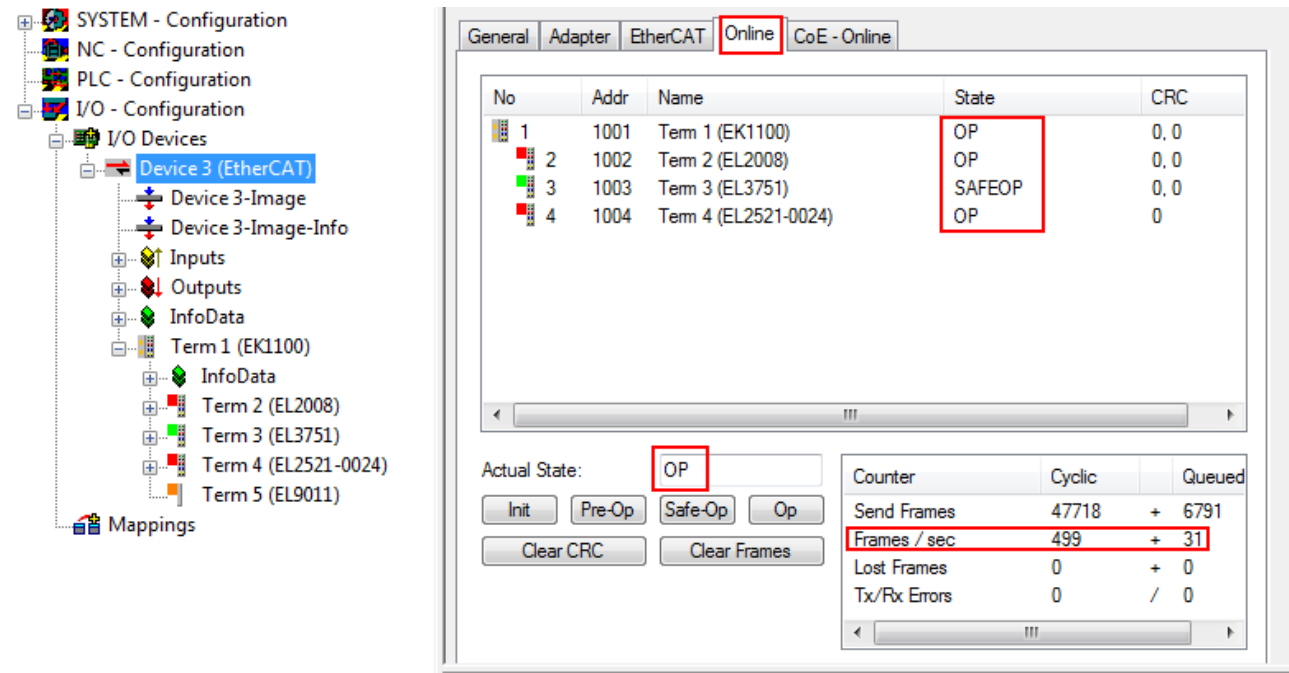 SYSTEM - Configuration
NC - Configuration
PLC - Configuration
I/O - Configuration
I/O Devices
Device 3 (EtherCAT)
Device 3-Image
Device 3-Image-Info
Inputs
Outputs
InfoData
Term 1 (EK1100)
InfoData
Term 2 (EL2008)
Term 3 (EL3751)
Term 4 (EL2521-0024)
Term 5 (EL9011)
Mappings
General Adapter EtherCAT Online CoE - Online
No Addr Name State CRC
1 1001 Term 1 (EK1100) OP 0, 0
2 1002 Term 2 (EL2008) OP 0, 0
3 1003 Term 3 (EL3751) SAFEOP 0, 0
4 1004 Term 4 (EL2521-0024) OP 0
Actual State: OP
Init Pre-Op Safe-Op Op
Clear CRC Clear Frames
Counter Cyclic Queued
Send Frames 47718 + 6791
Frames / sec 499 + 31
Lost Frames 0 + 0
Tx/Rx Errors 0 / 0